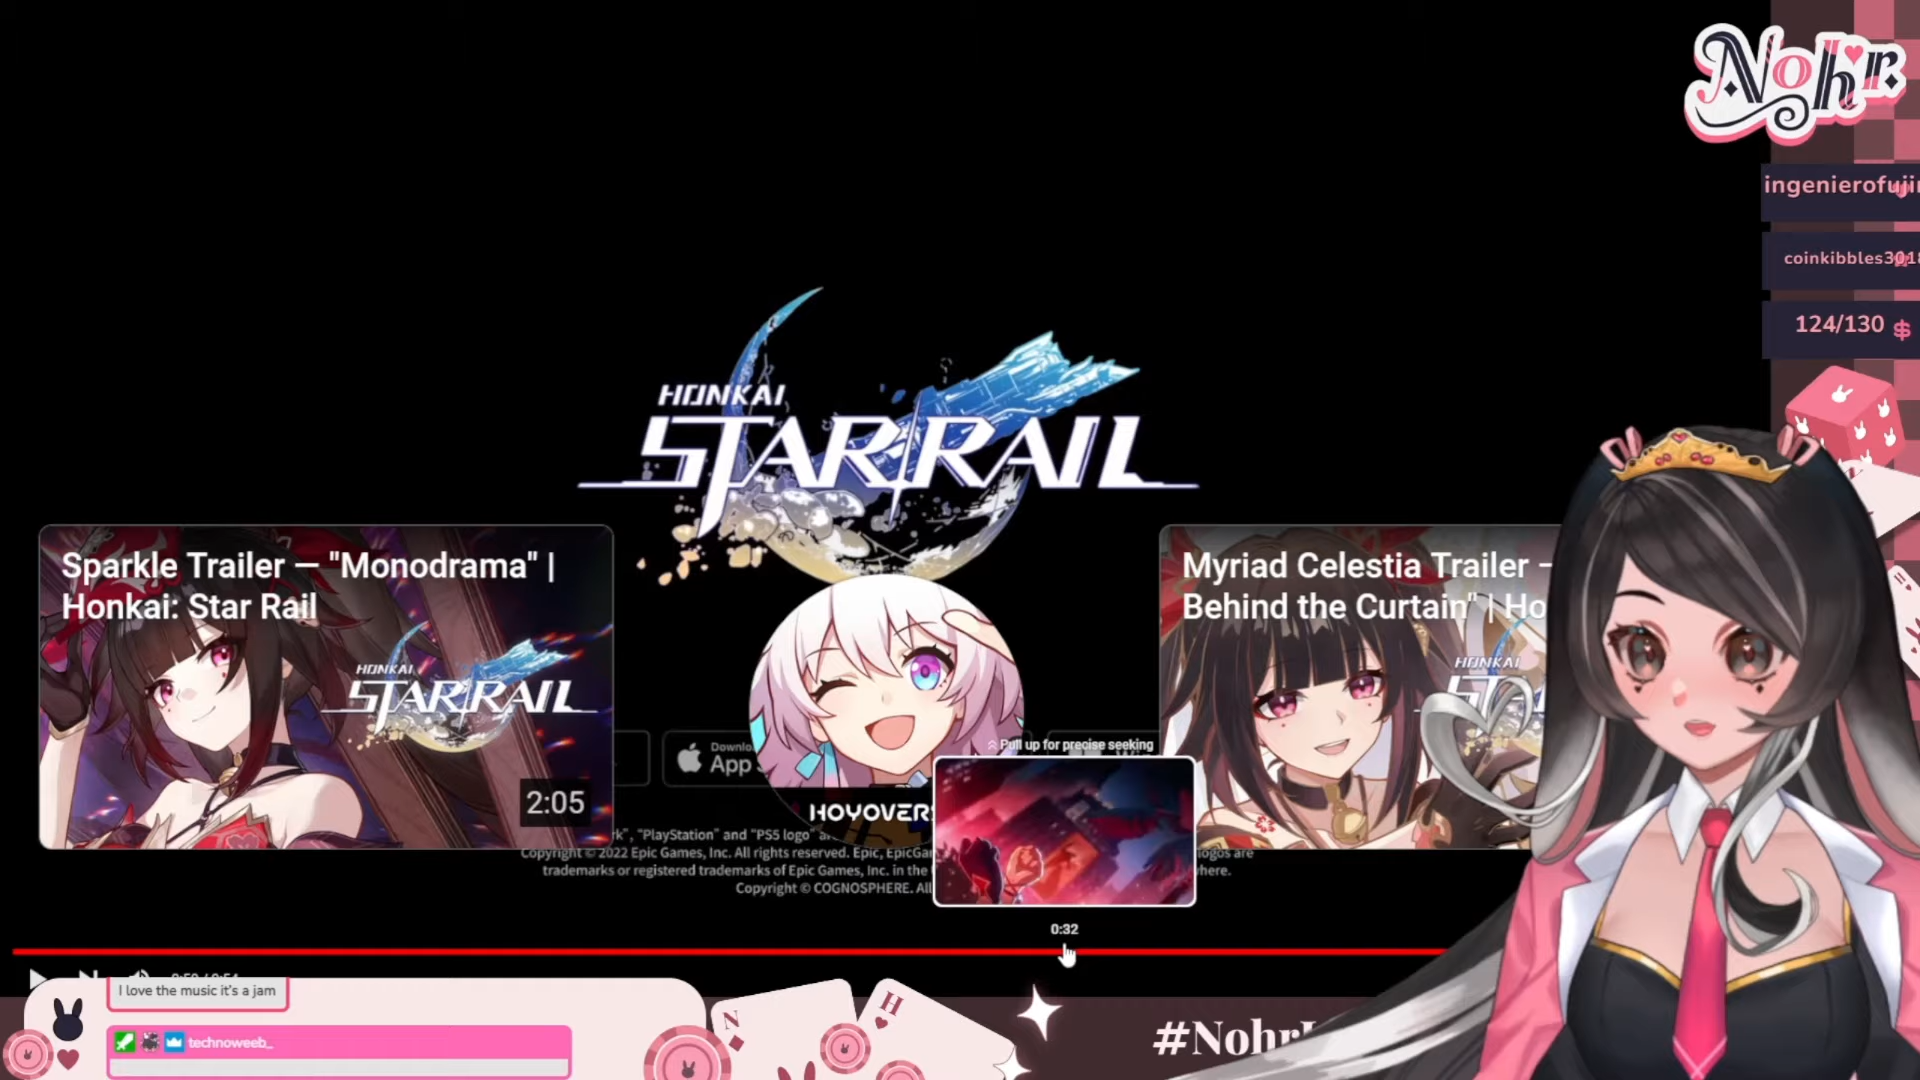 Nohr
ingenierofuji
coinkibbles3018
124/130
HONKAI
STAR RAIL
Sparkle Trailer — "Monodrama" |
Honkai: Star Rail
HONKAI
STAR RAIL
2:05
Myriad Celestia Trailer —
Behind the Curtain" | Ho
HONKAI
App
Pull up for precise seeking
HOYOVERS
"PlayStation" and "PS5 logo"
Copyright © 2022 Epic Games, Inc. All rights reserved. Epic, EpicGa
logos are
trademarks or registered trademarks of Epic Games, Inc. in the
Copyright © COGNOSPHERE. All
0:32
I love the music it's a jam
technoweeb_
N
H
#Nohr